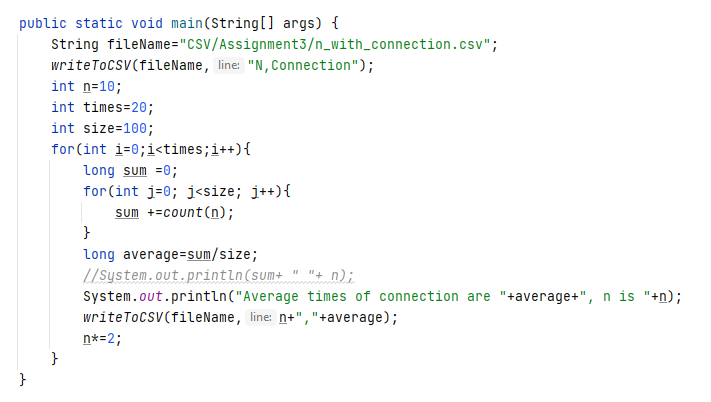 public static void main(String[] args) {
String fileName="CSV/Assignment3/n_with_connection.csv";
writeToCSV(fileName, line: "N,Connection");
int n=10;
int times=20;
int size=100;
for(int i=0;i<times;i++){
long sum =0;
for(int j=0; j<size; j++){
sum +=count(n);
}
long average=sum/size;
//System.out.println(sum+ " "+ n);
System.out.println("Average times of connection are "+average+", n is "+n);
writeToCSV(fileName, line: n+","+average);
n*=2;
}
}